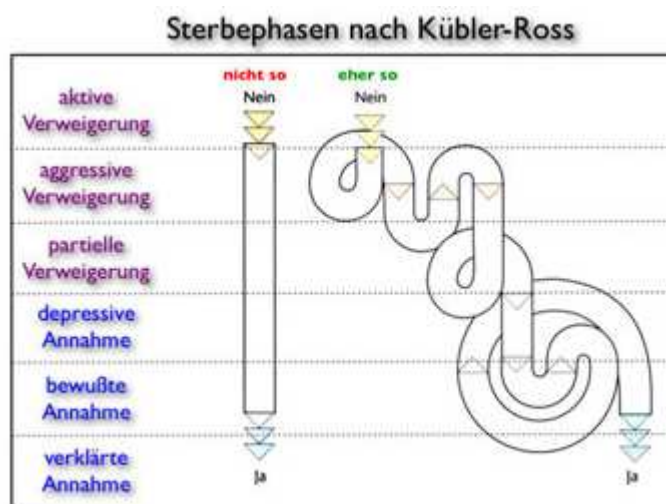 Sterbephasen nach Kübler-Ross
nicht so
eher so
Nein
Nein
aktive
Verweigerung
aggressive
Verweigerung
partielle
Verweigerung
depressive
Annahme
bewußte
Annahme
verklärte
Annahme
Ja
Ja